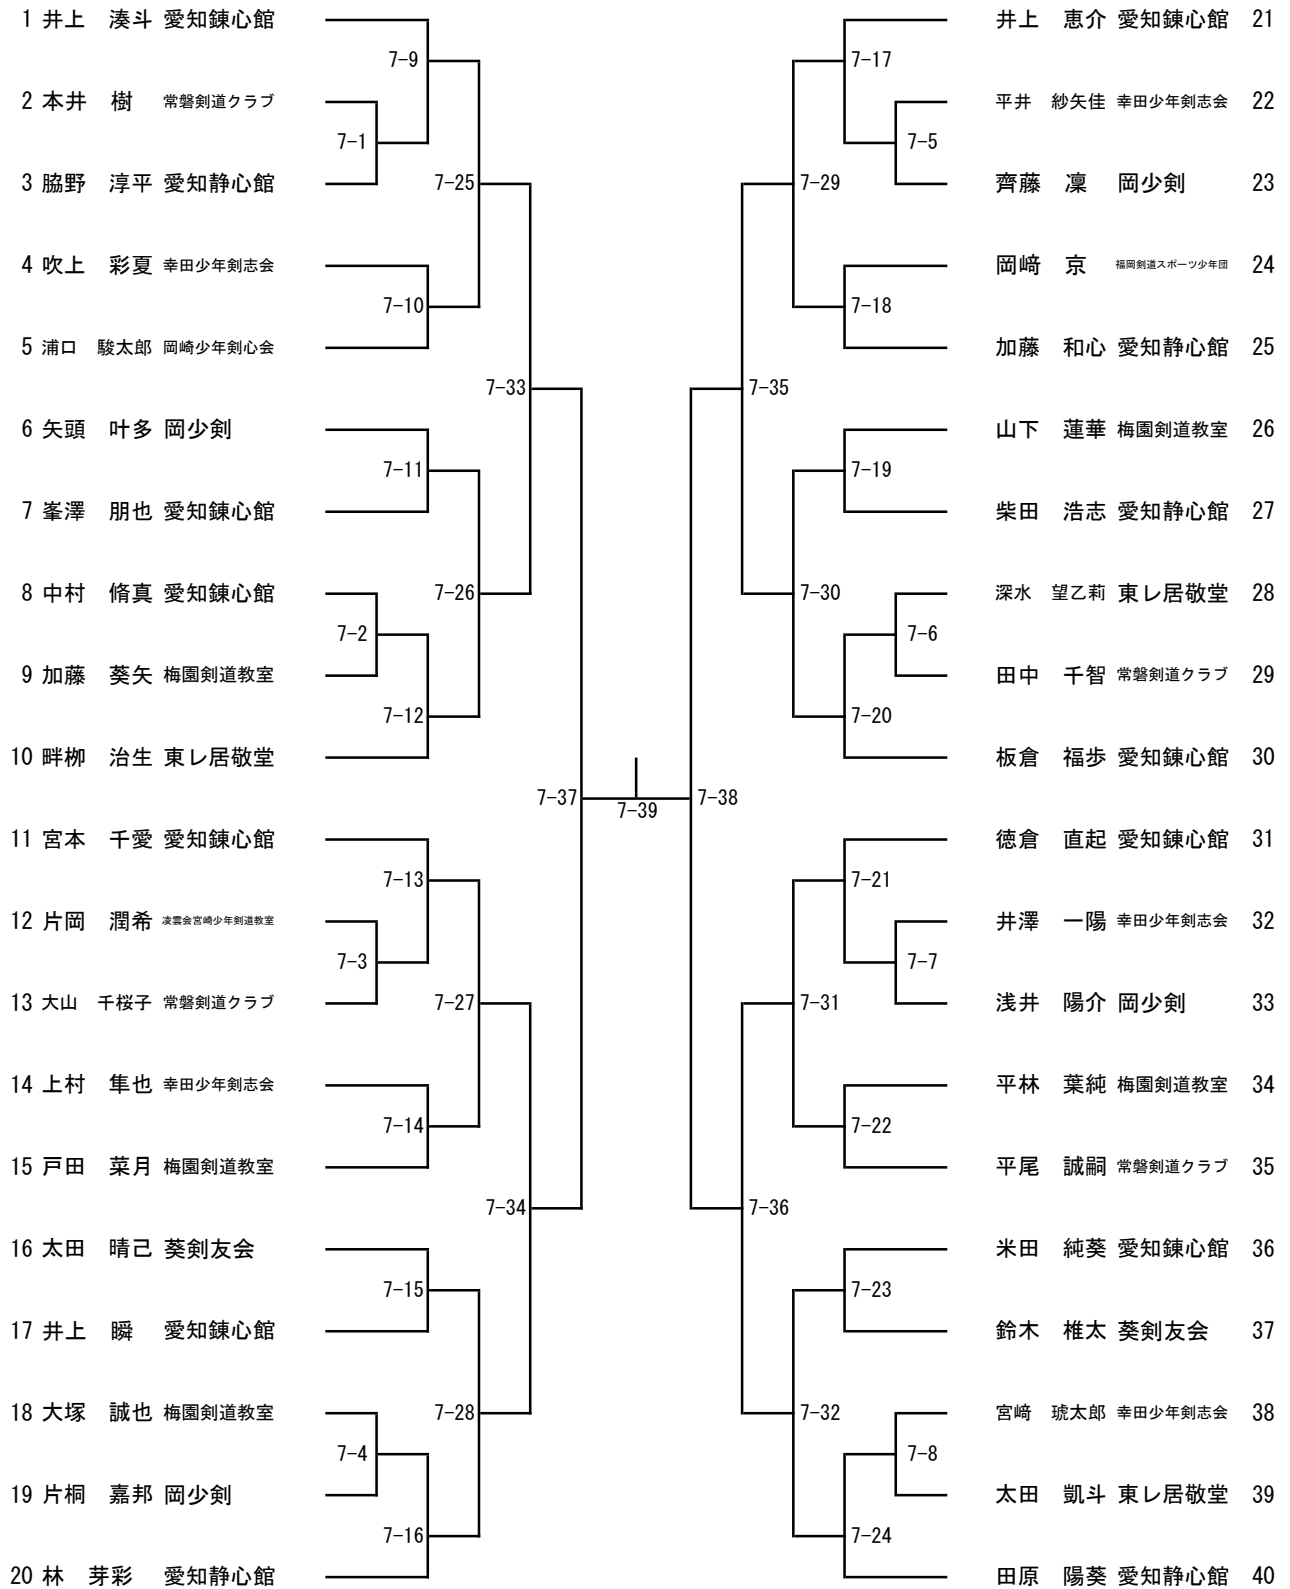 1 井上　湊斗 愛知錬心館
7-9
2 本井　樹 常磐剣道クラブ
7-1
3 脇野　淳平 愛知静心館
7-25
4 吹上　彩夏 幸田少年剣志会
7-10
5 浦口　駿太郎 岡崎少年剣心会
7-33
6 矢頭　叶多 岡少剣
7-11
7 峯澤　朋也 愛知錬心館
8 中村　脩真 愛知錬心館
7-26
7-2
9 加藤　葵矢 梅園剣道教室
7-12
10 畔栁　治生 東レ居敬堂
7-37
11 宮本　千愛 愛知錬心館
7-13
12 片岡　潤希 凌雲会宮崎少年剣道教室
7-3
13 大山　千桜子 常磐剣道クラブ
7-27
14 上村　隼也 幸田少年剣志会
7-14
15 戸田　菜月 梅園剣道教室
7-34
16 太田　晴己 葵剣友会
7-15
17 井上　瞬 愛知錬心館
18 大塚　誠也 梅園剣道教室
7-28
7-4
19 片桐　嘉邦 岡少剣
7-16
20 林　芽彩 愛知静心館
7-39
井上　恵介 愛知錬心館 21
7-17
平井　紗矢佳 幸田少年剣志会 22
7-5
齊藤　凜 岡少剣 23
7-29
岡﨑　京 福岡剣道スポーツ少年団 24
7-18
加藤　和心 愛知静心館 25
7-35
山下　蓮華 梅園剣道教室 26
7-19
柴田　浩志 愛知静心館 27
深水　望乙莉 東レ居敬堂 28
7-30
7-6
田中　千智 常磐剣道クラブ 29
7-20
板倉　福歩 愛知錬心館 30
7-38
徳倉　直起 愛知錬心館 31
7-21
井澤　一陽 幸田少年剣志会 32
7-7
浅井　陽介 岡少剣 33
7-31
平林　葉純 梅園剣道教室 34
7-22
平尾　誠嗣 常磐剣道クラブ 35
7-36
米田　純葵 愛知錬心館 36
7-23
鈴木　椎太 葵剣友会 37
宮﨑　琥太郎 幸田少年剣志会 38
7-32
7-8
太田　凱斗 東レ居敬堂 39
7-24
田原　陽葵 愛知静心館 40